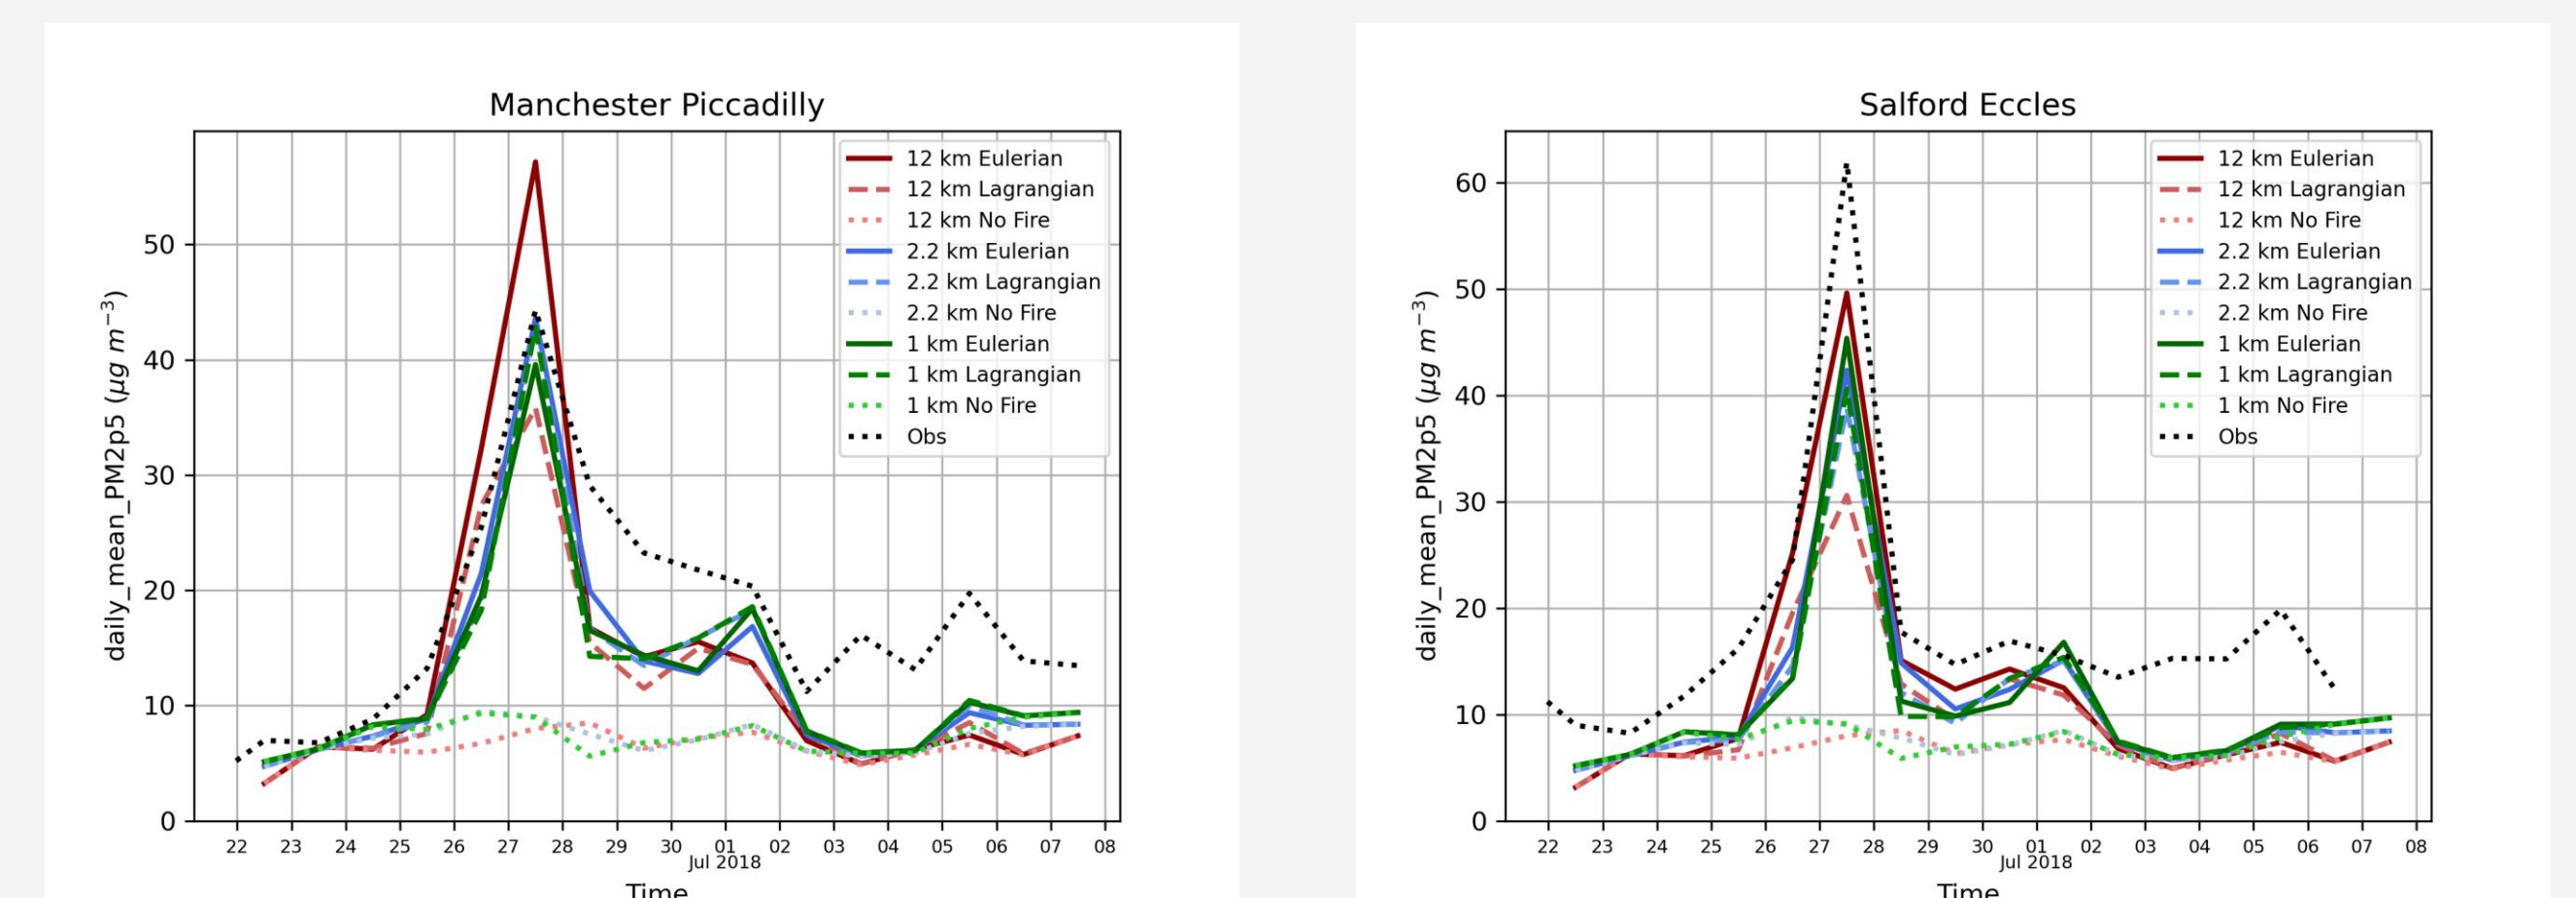 Manchester Piccadilly
daily_mean_PM2p5 (μg m⁻³)
50
40
30
20
10
0
12 km Eulerian
12 km Lagrangian
12 km No Fire
2.2 km Eulerian
2.2 km Lagrangian
2.2 km No Fire
1 km Eulerian
1 km Lagrangian
1 km No Fire
Obs
22 23 24 25 26 27 28 29 30 01 02 03 04 05 06 07 08
Jul 2018
Time
Salford Eccles
daily_mean_PM2p5 (μg m⁻³)
60
50
40
30
20
10
0
12 km Eulerian
12 km Lagrangian
12 km No Fire
2.2 km Eulerian
2.2 km Lagrangian
2.2 km No Fire
1 km Eulerian
1 km Lagrangian
1 km No Fire
Obs
22 23 24 25 26 27 28 29 30 01 02 03 04 05 06 07 08
Jul 2018
Time